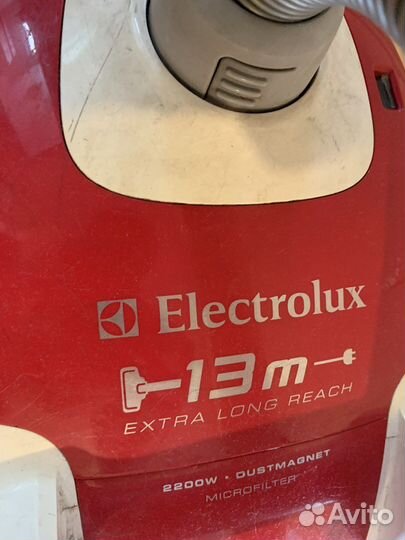 Electrolux
13m
EXTRA LONG REACH
2200W · DUSTMAGNET
MICROFILTER
Avito